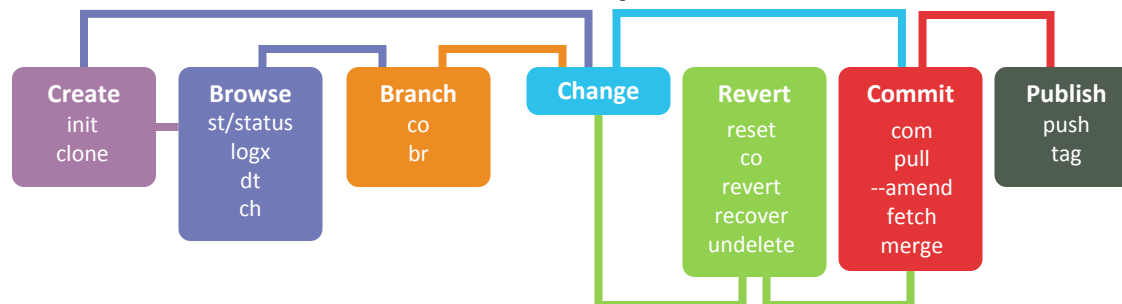 Create
init
clone
Browse
st/status
logx
dt
ch
Branch
co
br
Change
Revert
reset
co
revert
recover
undelete
Commit
com
pull
--amend
fetch
merge
Publish
push
tag